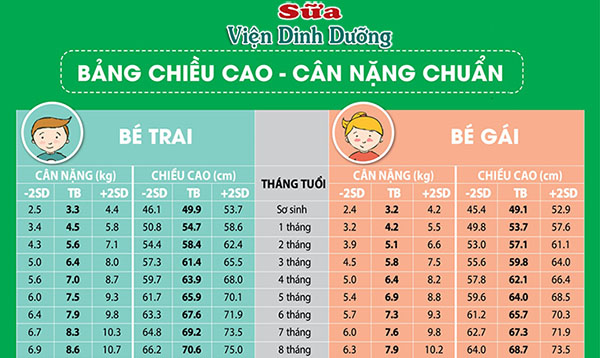 Sữa
Viện Dinh Dưỡng
BẢNG CHIỀU CAO - CÂN NẶNG CHUẨN
BÉ TRAI BÉ GÁI
CÂN NẶNG (kg) CHIỀU CAO (cm) THÁNG TUỔI CÂN NẶNG (kg) CHIỀU CAO (cm)
-2SD TB +2SD -2SD TB +2SD -2SD TB +2SD -2SD TB +2SD
2.5 3.3 4.4 46.1 49.9 53.7 Sơ sinh 2.4 3.2 4.2 45.4 49.1 52.9
3.4 4.5 5.8 50.8 54.7 58.6 1 tháng 3.2 4.2 5.5 49.8 53.7 57.6
4.3 5.6 7.1 54.4 58.4 62.4 2 tháng 3.9 5.1 6.6 53.0 57.1 61.1
5.0 6.4 8.0 57.3 61.4 65.5 3 tháng 4.5 5.8 7.5 55.6 59.8 64.0
5.6 7.0 8.7 59.7 63.9 68.0 4 tháng 5.0 6.4 8.2 57.8 62.1 66.4
6.0 7.5 9.3 61.7 65.9 70.1 5 tháng 5.4 6.9 8.8 59.6 64.0 68.5
6.4 7.9 9.8 63.3 67.6 71.9 6 tháng 5.7 7.3 9.3 61.2 65.7 70.3
6.7 8.3 10.3 64.8 69.2 73.5 7 tháng 6.0 7.6 9.8 62.7 67.3 71.9
6.9 8.6 10.7 66.2 70.6 75.0 8 tháng 6.3 7.9 10.2 64.0 68.7 73.5